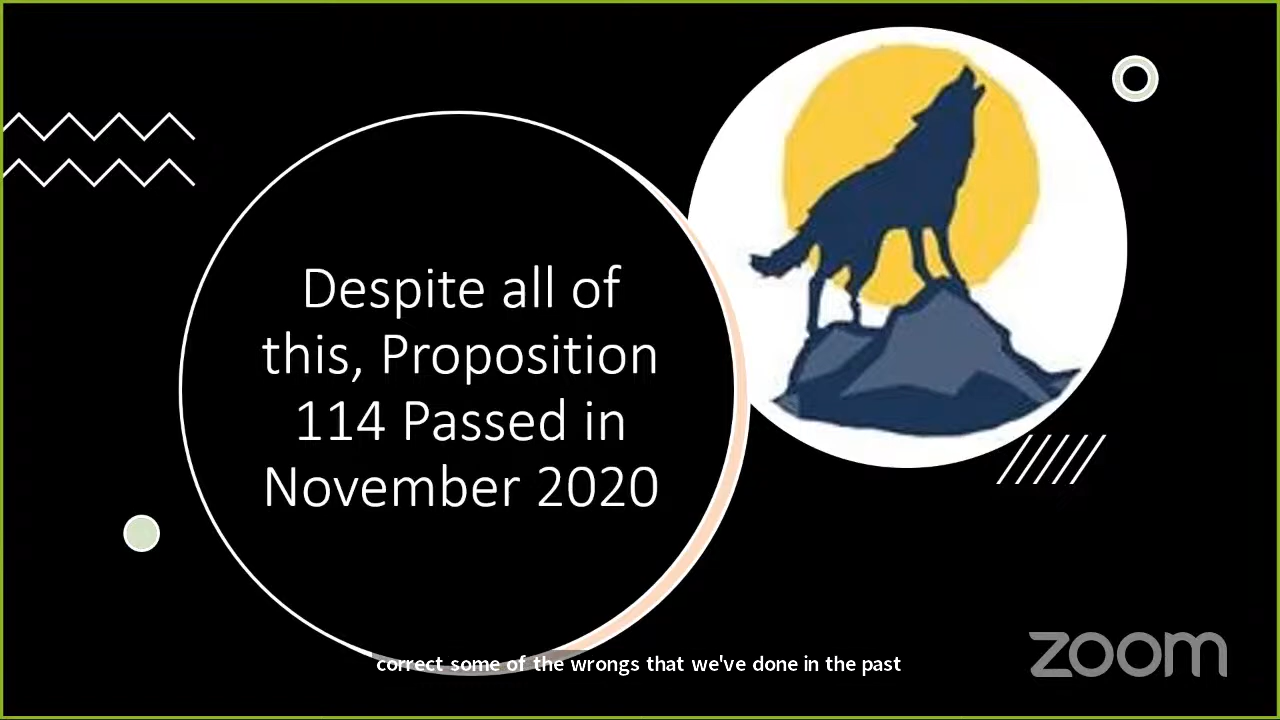 Despite all of
this, Proposition
114 Passed in
November 2020
correct some of the wrongs that we've done in the past
zoom